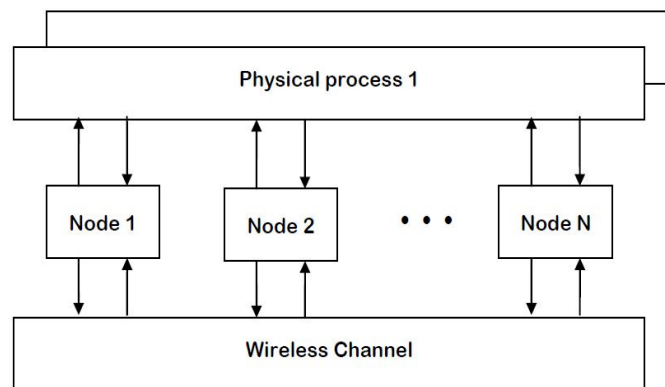 Physical process 1
Node 1
Node 2
• • •
Node N
Wireless Channel